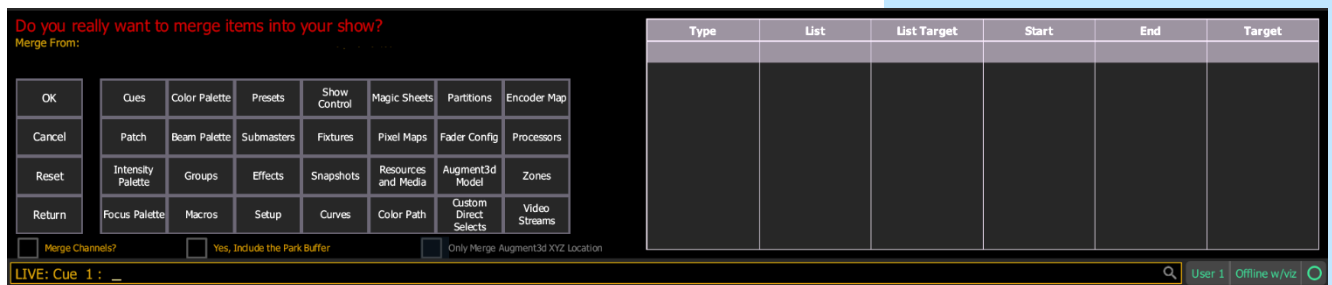 Do you really want to merge items into your show?
Merge From:
Type List List Target Start End Target
OK Cues Color Palette Presets Show Control Magic Sheets Partitions Encoder Map
Cancel Patch Beam Palette Submasters Fixtures Pixel Maps Fader Config Processors
Reset Intensity Palette Groups Effects Snapshots Resources and Media Augment3d Model Zones
Return Focus Palette Macros Setup Curves Color Path Custom Direct Selects Video Streams
Merge Channels? Yes, Include the Park Buffer Only Merge Augment3d XYZ Location
LIVE: Cue 1 : _ User 1 Offline w/viz